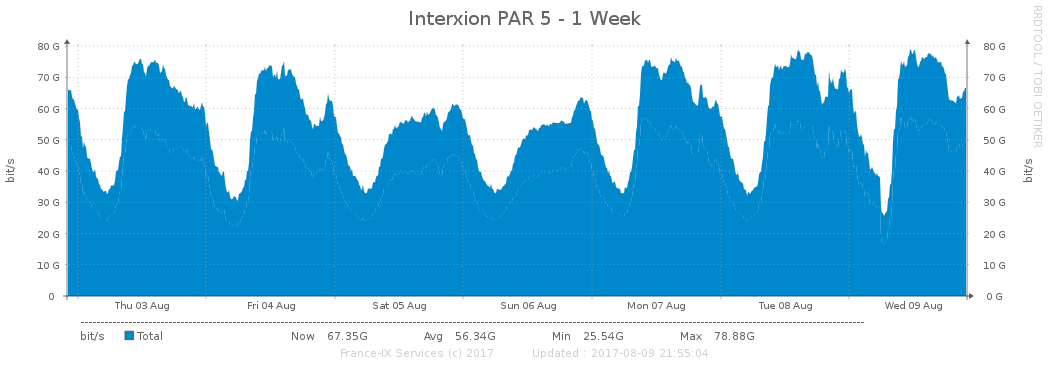 Interxion PAR 5 - 1 Week
RRDTOOL / TOBI OETIKER
bit/s
80 G 80 G
70 G 70 G
60 G 60 G
50 G 50 G
40 G 40 G
30 G 30 G
20 G 20 G
10 G 10 G
0 0 G
bit/s
Thu 03 Aug Fri 04 Aug Sat 05 Aug Sun 06 Aug Mon 07 Aug Tue 08 Aug Wed 09 Aug
bit/s Total Now 67.35G Avg 56.34G Min 25.54G Max 78.88G
France-IX Services (c) 2017 Updated : 2017-08-09 21:55:04